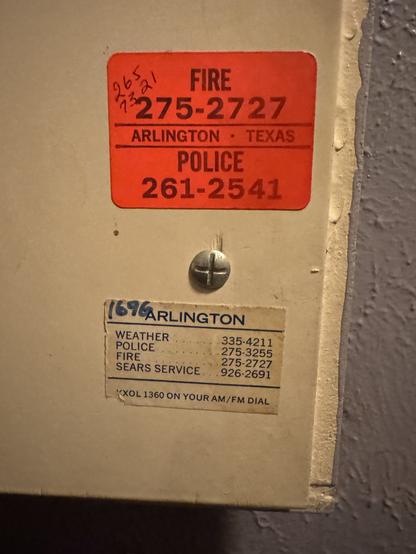 265
7321
FIRE
275-2727
ARLINGTON · TEXAS
POLICE
261-2541
1696
ARLINGTON
WEATHER 335-4211
POLICE 275-3255
FIRE 275-2727
SEARS SERVICE 926-2691
KXOL 1360 ON YOUR AM/FM DIAL